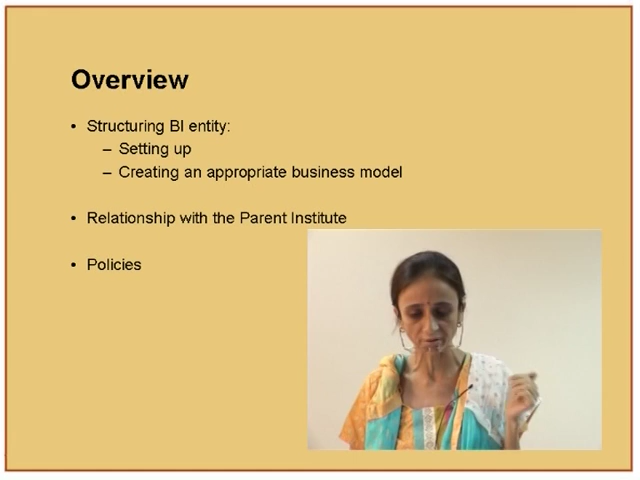 Overview
• Structuring BI entity:
– Setting up
– Creating an appropriate business model
• Relationship with the Parent Institute
• Policies